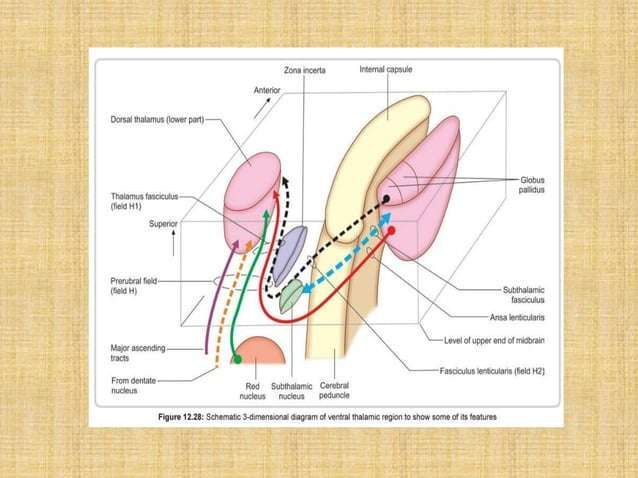 Zona incerta
Internal capsule
Anterior
Dorsal thalamus (lower part)
Globus
pallidus
Thalamus fasciculus
(field H1)
Superior
Prerubral field
(field H)
Subthalamic
fasciculus
Ansa lenticularis
Level of upper end of midbrain
Major ascending
tracts
Fasciculus lenticularis (field H2)
From dentate
nucleus
Red
nucleus
Subthalamic
nucleus
Cerebral
peduncle
Figure 12.28: Schematic 3-dimensional diagram of ventral thalamic region to show some of its features